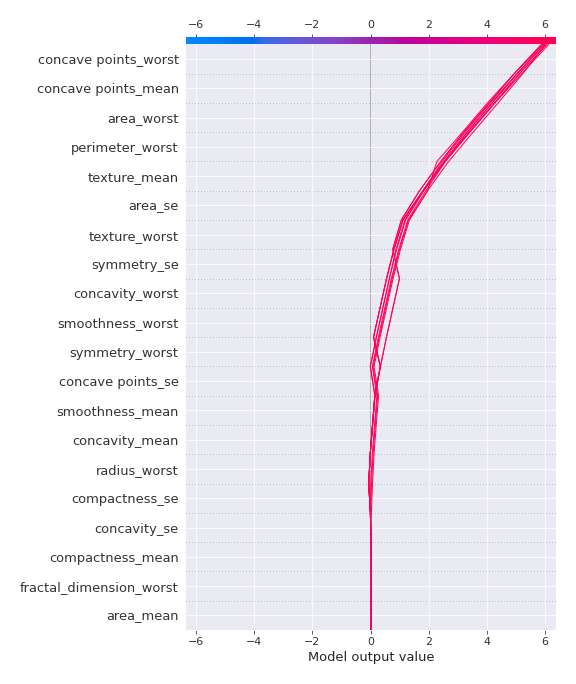 −6 −4 −2 0 2 4 6
concave points_worst
concave points_mean
area_worst
perimeter_worst
texture_mean
area_se
texture_worst
symmetry_se
concavity_worst
smoothness_worst
symmetry_worst
concave points_se
smoothness_mean
concavity_mean
radius_worst
compactness_se
concavity_se
compactness_mean
fractal_dimension_worst
area_mean
−6 −4 −2 0 2 4 6
Model output value